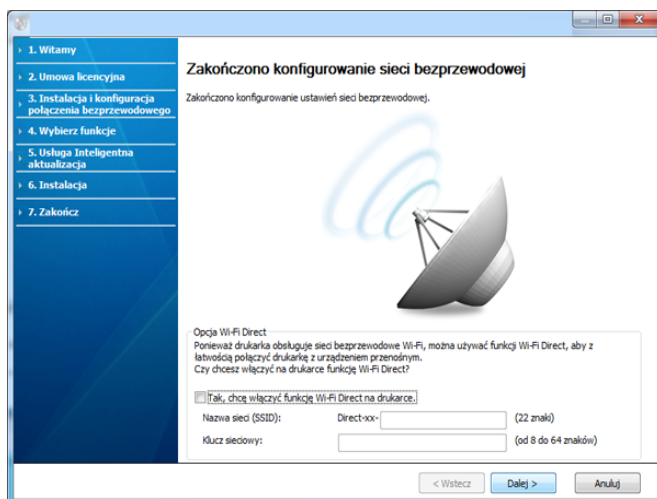 1. Witamy
2. Umowa licencyjna
3. Instalacja i konfiguracja
połączenia bezprzewodowego
4. Wybierz funkcje
5. Usługa Inteligentna
aktualizacja
6. Instalacja
7. Zakończ
Zakończono konfigurowanie sieci bezprzewodowej
Zakończono konfigurowanie ustawień sieci bezprzewodowej.
Opcja Wi-Fi Direct
Ponieważ drukarka obsługuje sieci bezprzewodowe Wi-Fi, można używać funkcji Wi-Fi Direct, aby z
łatwością połączyć drukarkę z urządzeniem przenośnym.
Czy chcesz włączyć na drukarce funkcję Wi-Fi Direct?
Tak, chcę włączyć funkcję Wi-Fi Direct na drukarce.
Nazwa sieci (SSID): Direct-xx- (22 znaki)
Klucz sieciowy: (od 8 do 64 znaków)
< Wstecz Dalej > Anuluj